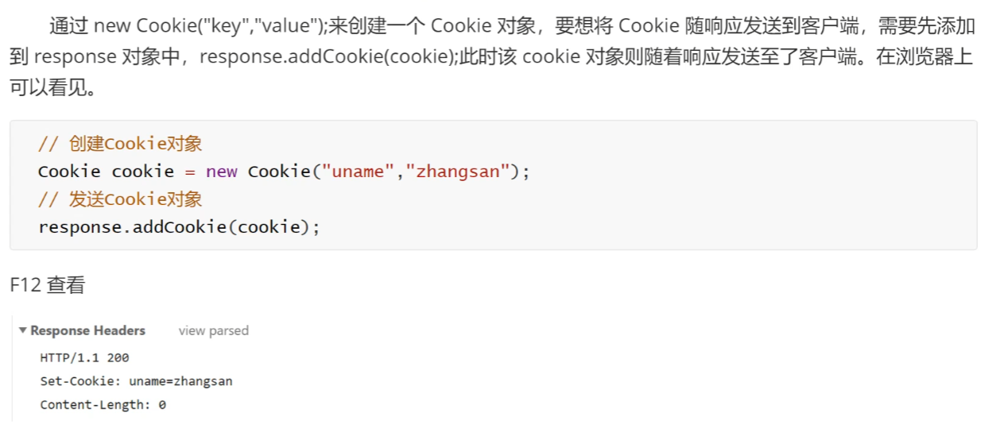 通过 new Cookie("key","value");来创建一个 Cookie 对象，要想将 Cookie 随响应发送到客户端，需要先添加
到 response 对象中，response.addCookie(cookie);此时该 cookie 对象则随着响应发送至了客户端。在浏览器上
可以看见。
// 创建Cookie对象
Cookie cookie = new Cookie("uname","zhangsan");
// 发送Cookie对象
response.addCookie(cookie);
F12 查看
▼ Response Headers view parsed
HTTP/1.1 200
Set-Cookie: uname=zhangsan
Content-Length: 0